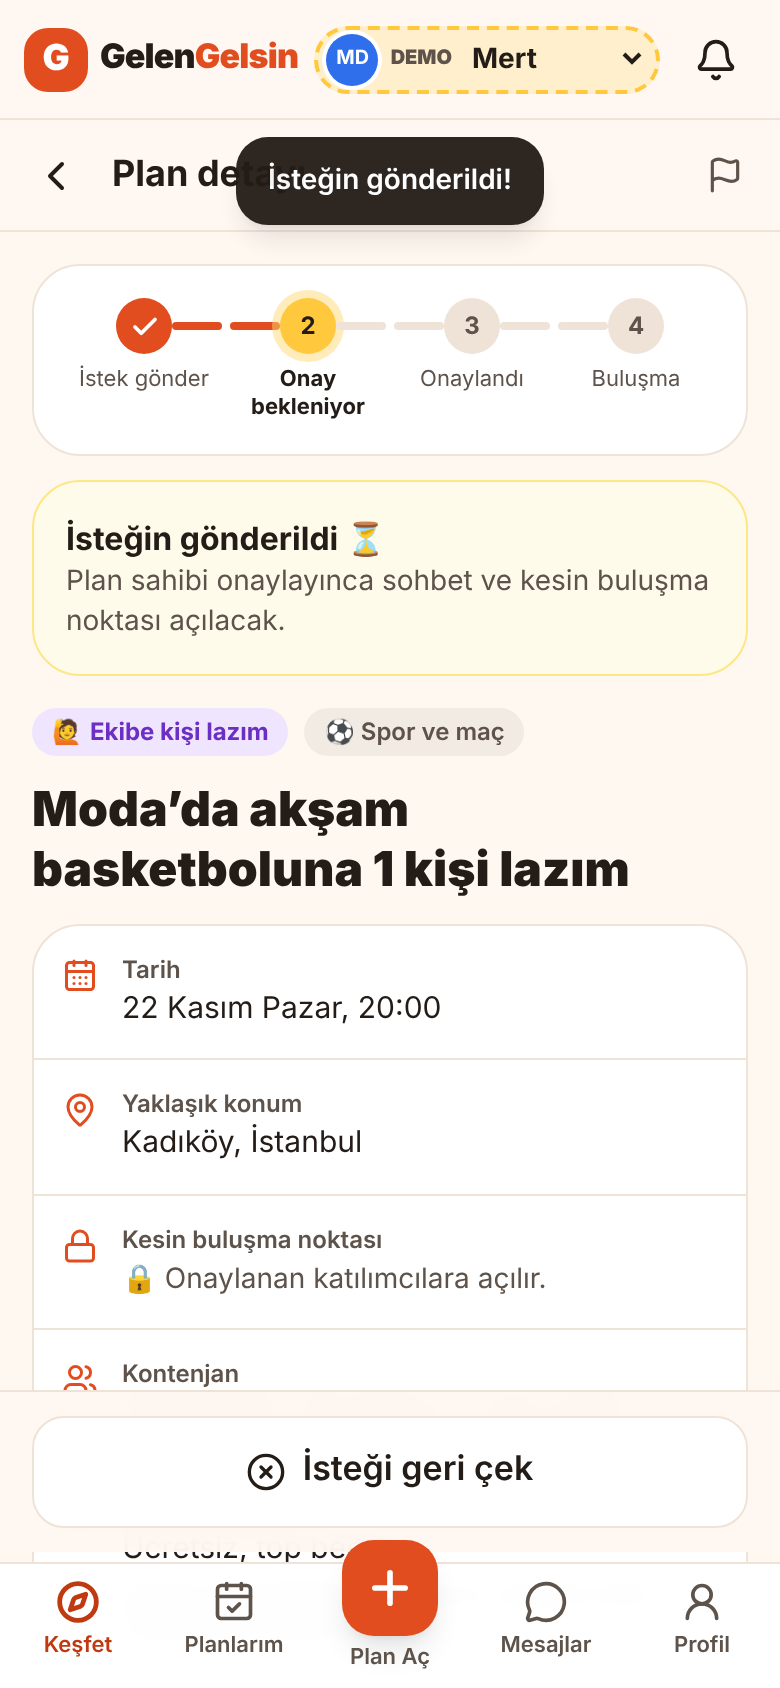 G GelenGelsin MD DEMO Mert
Plan de
İsteğin gönderildi!
2 3 4
İstek gönder Onay bekleniyor Onaylandı Buluşma
İsteğin gönderildi ⏳
Plan sahibi onaylayınca sohbet ve kesin buluşma
noktası açılacak.
🙋 Ekibe kişi lazım ⚽ Spor ve maç
Moda’da akşam
basketboluna 1 kişi lazım
Tarih
22 Kasım Pazar, 20:00
Yaklaşık konum
Kadıköy, İstanbul
Kesin buluşma noktası
🔒 Onaylanan katılımcılara açılır.
Kontenjan
İsteği geri çek
Ücretsiz, top
Keşfet Planlarım Plan Aç Mesajlar Profil